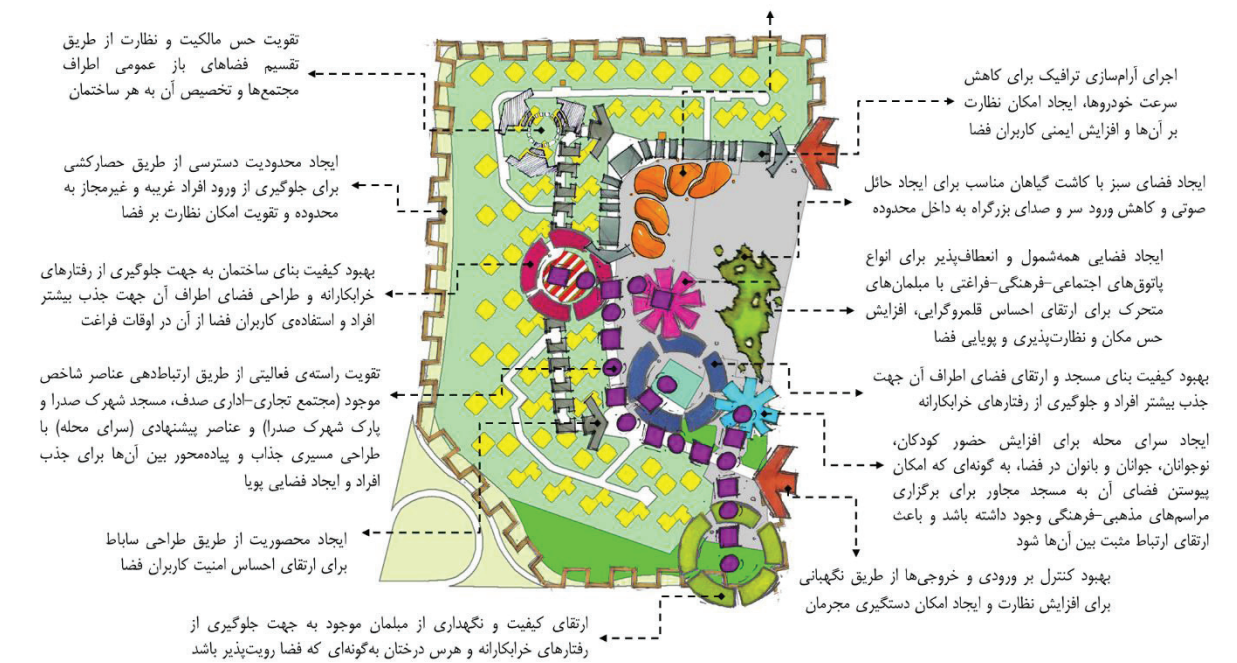 تقویت حس مالکیت و نظارت از طریق
تقسیم فضاهای باز عمومی اطراف
مجتمع‌ها و تخصیص آن به هر ساختمان
ایجاد محدودیت دسترسی از طریق حصارکشی
برای جلوگیری از ورود افراد غریبه و غیرمجاز به
محدوده و تقویت امکان نظارت بر فضا
بهبود کیفیت بنای ساختمان به جهت جلوگیری از رفتارهای
خرابکارانه و طراحی فضای اطراف آن جهت جذب بیشتر
افراد و استفاده‌ی کاربران فضا از آن در اوقات فراغت
تقویت راسته‌ی فعالیتی از طریق ارتباط‌دهی عناصر شاخص
موجود (مجتمع تجاری-اداری صدف، مسجد شهرک صدرا و
پارک شهرک صدرا) و عناصر پیشنهادی (سرای محله) با
طراحی مسیری جذاب و پیاده‌محور بین آن‌ها برای جذب
افراد و ایجاد فضایی پویا
ایجاد محصوریت از طریق طراحی ساباط
برای ارتقای احساس امنیت کاربران فضا
ارتقای کیفیت و نگهداری از مبلمان موجود به جهت جلوگیری از
رفتارهای خرابکارانه و هرس درختان به‌گونه‌ای که فضا رویت‌پذیر باشد
اجرای آرام‌سازی ترافیک برای کاهش
سرعت خودروها، ایجاد امکان نظارت
بر آن‌ها و افزایش ایمنی کاربران فضا
ایجاد فضای سبز با کاشت گیاهان مناسب برای ایجاد حائل
صوتی و کاهش ورود سر و صدای بزرگراه به داخل محدوده
ایجاد فضایی همه‌شمول و انعطاف‌پذیر برای انواع
پاتوق‌های اجتماعی-فرهنگی-فراغتی با مبلمان‌های
متحرک برای ارتقای احساس قلمروگرایی، افزایش
حس مکان و نظارت‌پذیری و پویایی فضا
بهبود کیفیت بنای مسجد و ارتقای فضای اطراف آن جهت
جذب بیشتر افراد و جلوگیری از رفتارهای خرابکارانه
ایجاد سرای محله برای افزایش حضور کودکان،
نوجوانان، جوانان و بانوان در فضا، به گونه‌ای که امکان
پیوستن فضای آن به مسجد مجاور برای برگزاری
مراسم‌های مذهبی-فرهنگی وجود داشته باشد و باعث
ارتقای ارتباط مثبت بین آن‌ها شود
بهبود کنترل بر ورودی و خروجی‌ها از طریق نگهبانی
برای افزایش نظارت و ایجاد امکان دستگیری مجرمان